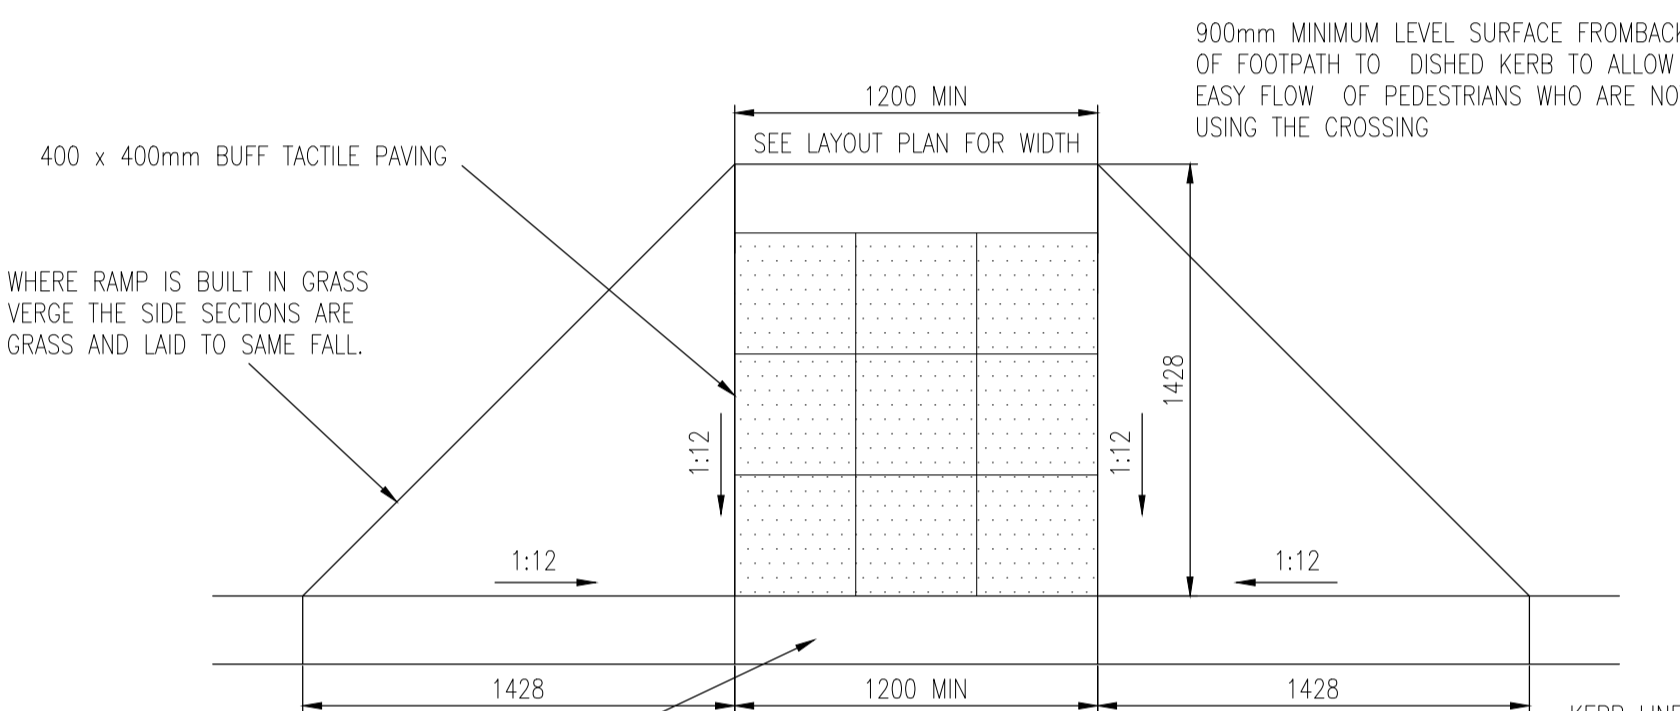 900mm MINIMUM LEVEL SURFACE FROMBACK
OF FOOTPATH TO DISHED KERB TO ALLOW
EASY FLOW OF PEDESTRIANS WHO ARE NO
USING THE CROSSING
1200 MIN
SEE LAYOUT PLAN FOR WIDTH
400 x 400mm BUFF TACTILE PAVING
WHERE RAMP IS BUILT IN GRASS
VERGE THE SIDE SECTIONS ARE
GRASS AND LAID TO SAME FALL.
1428
1:12
1:12
1:12
1:12
1428
1200 MIN
1428
KERB LINE